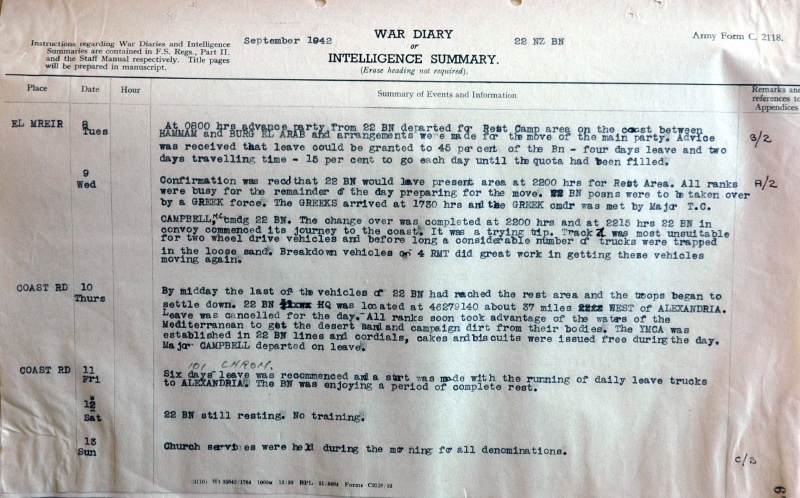 September 1942
WAR DIARY
or
INTELLIGENCE SUMMARY.
(Erase heading not required).
22 NZ BN
Army Form C. 2118.
Instructions regarding War Diaries and Intelligence
Summaries are contained in F.S. Regs., Part II.
and the Staff Manual respectively. Title pages
will be prepared in manuscript.
Place Date Hour Summary of Events and Information Remarks and
references to
Appendices
EL MREIR 8
Tues
At 0800 hrs advance party from 22 BN departed for Rest Camp area on the coast between
HAMMAM and BURG EL ARAB and arrangements were made for the move of the main party. Advice
was received that leave could be granted to 45 per cent of the Bn - four days leave and two
days travelling time - 15 per cent to go each day until the quota had been filled.
B/2
9
Wed
Confirmation was recd that 22 BN would leave present area at 2200 hrs for Rest Area. All ranks
were busy for the remainder of the day preparing for the move. 22 BN posns were to be taken over
by a GREEK force. The GREEKS arrived at 1730 hrs and the GREEK cmdr was met by Major T.C.
CAMPBELL, MC cmdg 22 BN. The change over was completed at 2200 hrs and at 2215 hrs 22 BN in
convoy commenced its journey to the coast. It was a trying trip. Track A was most unsuitable
for two wheel drive vehicles and before long a considerable number of trucks were trapped
in the loose sand. Breakdown vehicles of 4 RMT did great work in getting these vehicles
moving again.
A/2
COAST RD 10
Thurs
By midday the last of the vehicles of 22 BN had reached the rest area and the troops began to
settle down. 22 BN HQ was located at 46279140 about 37 miles WEST of ALEXANDRIA.
Leave was cancelled for the day. All ranks soon took advantage of the waters of the
Mediterranean to get the desert sand and campaign dirt from their bodies. The YMCA was
established in 22 BN lines and cordials, cakes and biscuits were issued free during the day.
Major CAMPBELL departed on leave.
COAST RD 11
Fri
Six days leave was recommenced and a start was made with the running of daily leave trucks
to ALEXANDRIA. The BN was enjoying a period of complete rest.
12
Sat
22 BN still resting. No training.
13
Sun
Church services were held during the morning for all denominations.
C/2